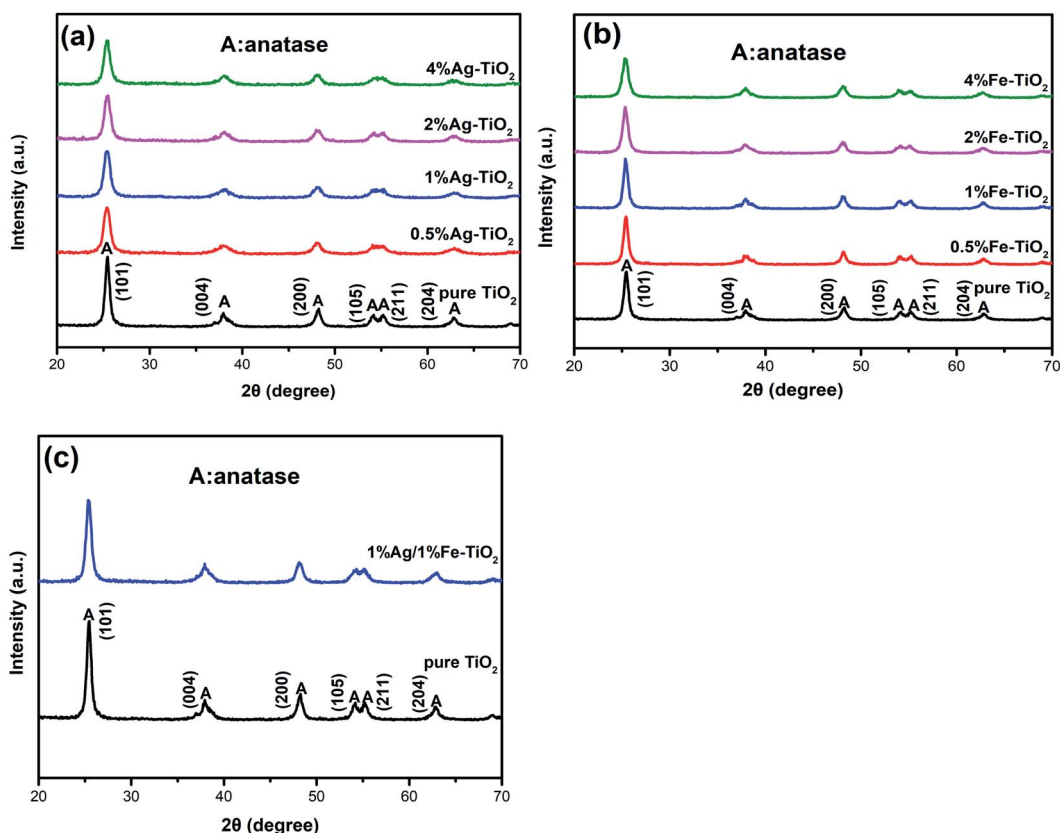 (a)
A:anatase
4%Ag-TiO₂
2%Ag-TiO₂
1%Ag-TiO₂
0.5%Ag-TiO₂
pure TiO₂
A (101)
(004) A
(200) A
(105) A A (211)
(204) A
20 30 40 50 60 70
2θ (degree)
Intensity (a.u.)
(b)
A:anatase
4%Fe-TiO₂
2%Fe-TiO₂
1%Fe-TiO₂
0.5%Fe-TiO₂
pure TiO₂
A (101)
(004) A
(200) A
(105) A A (211)
(204) A
20 30 40 50 60 70
2θ (degree)
Intensity (a.u.)
(c)
A:anatase
1%Ag/1%Fe-TiO₂
pure TiO₂
A (101)
(004) A
(200) A
(105) A A (211)
(204) A
20 30 40 50 60 70
2θ (degree)
Intensity (a.u.)